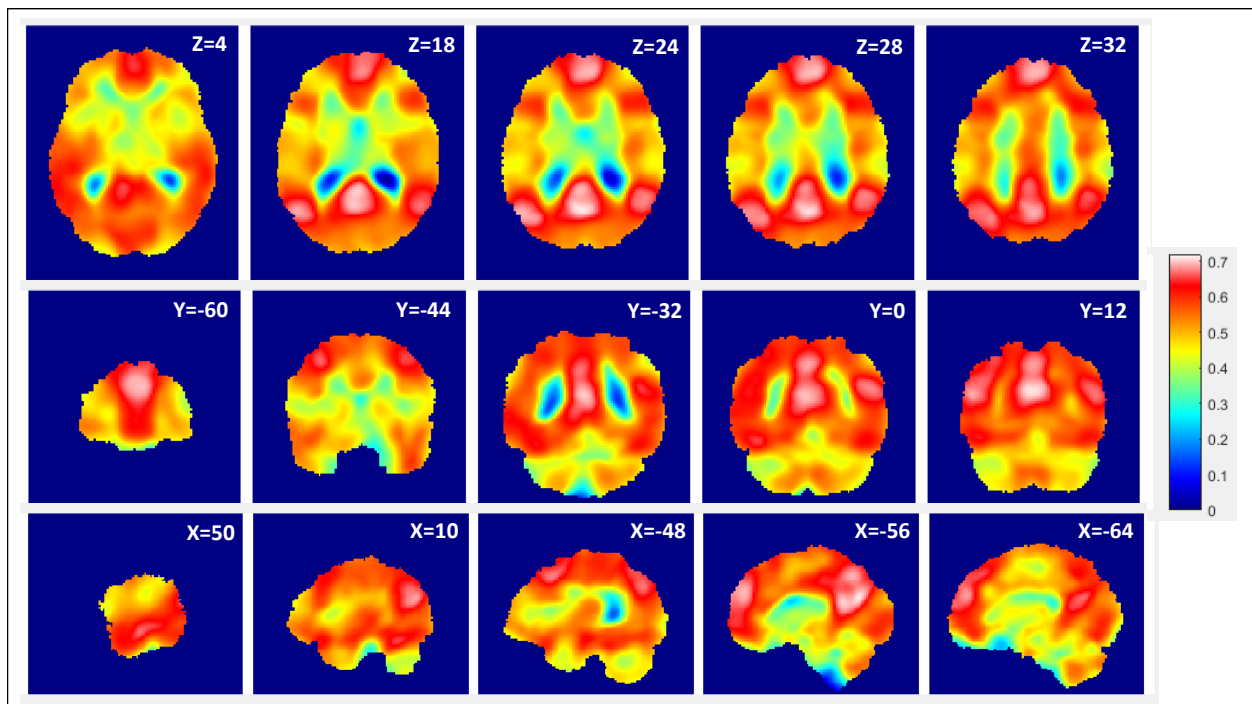 Z=4
Z=18
Z=24
Z=28
Z=32
Y=-60
Y=-44
Y=-32
Y=0
Y=12
X=50
X=10
X=-48
X=-56
X=-64
0.7
0.6
0.5
0.4
0.3
0.2
0.1
0